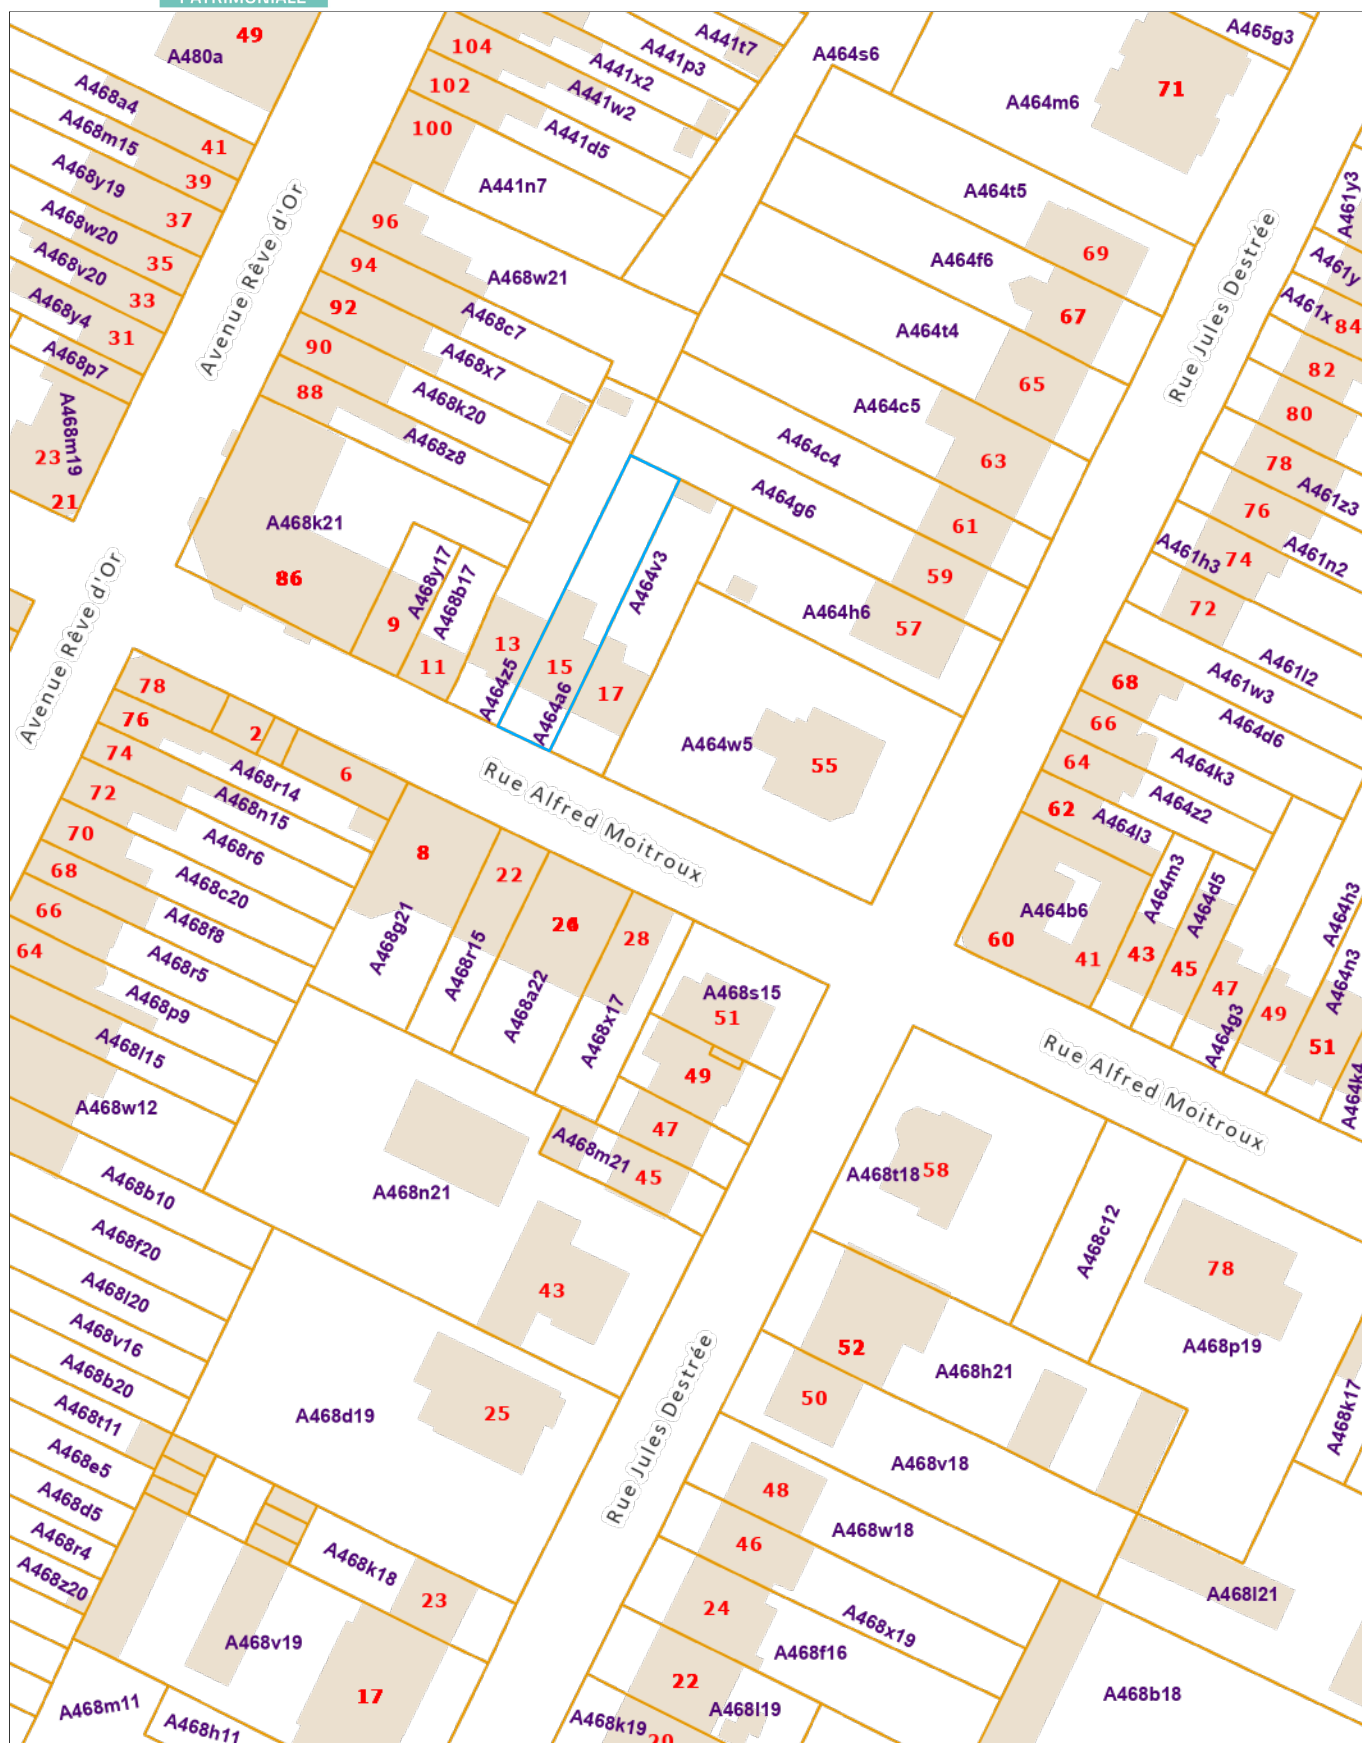 PATRIMONIALE
49
A480a
A468a4
41
A468m15
39
A468y19
37
A468w20
35
A468v20
33
A468y4
31
A468p7
A468m19
23
21
Avenue Rêve d'Or
104
102
100
A441t7
A441p3
A441x2
A441w2
A441d5
A441n7
96
94
A468w21
92
A468c7
90
A468x7
88
A468k20
A468z8
A468k21
86
A468y17
A468b17
9
11
13
A464z5
15
A464a6
17
A464v3
A464s6
A464m6
71
A465g3
A464t5
69
A464f6
67
A464t4
65
A464c5
63
A464c4
61
A464g6
59
A464h6
57
A464w5
55
Rue Jules Destrée
A461y3
A461y
A461x
84
82
80
78
A461z3
76
A461n2
A461h3
74
72
A461l2
A461w3
68
A464d6
66
A464k3
64
A464z2
62
A464l3
A464m3
A464d5
A464b6
60
41
43
45
47
A464g3
49
A464h3
A464n3
51
A464k4
Avenue Rêve d'Or
78
76
2
74
6
A468r14
72
A468n15
70
A468r6
68
A468c20
66
A468f8
64
A468r5
A468p9
A468l15
A468w12
Rue Alfred Moitroux
8
22
26
28
A468g21
A468r15
A468a22
A468x17
A468s15
51
49
47
A468m21
45
A468n21
43
Rue Alfred Moitroux
A468t18
58
A468c12
78
A468p19
A468k17
A468b10
A468f20
A468l20
A468v16
A468b20
A468t11
A468e5
A468d5
A468r4
A468z20
A468d19
25
52
50
A468h21
A468v18
Rue Jules Destrée
48
A468w18
46
A468l21
24
A468x19
A468f16
22
A468l19
A468k19
20
A468b18
A468k18
23
A468v19
17
A468m11
A468h11